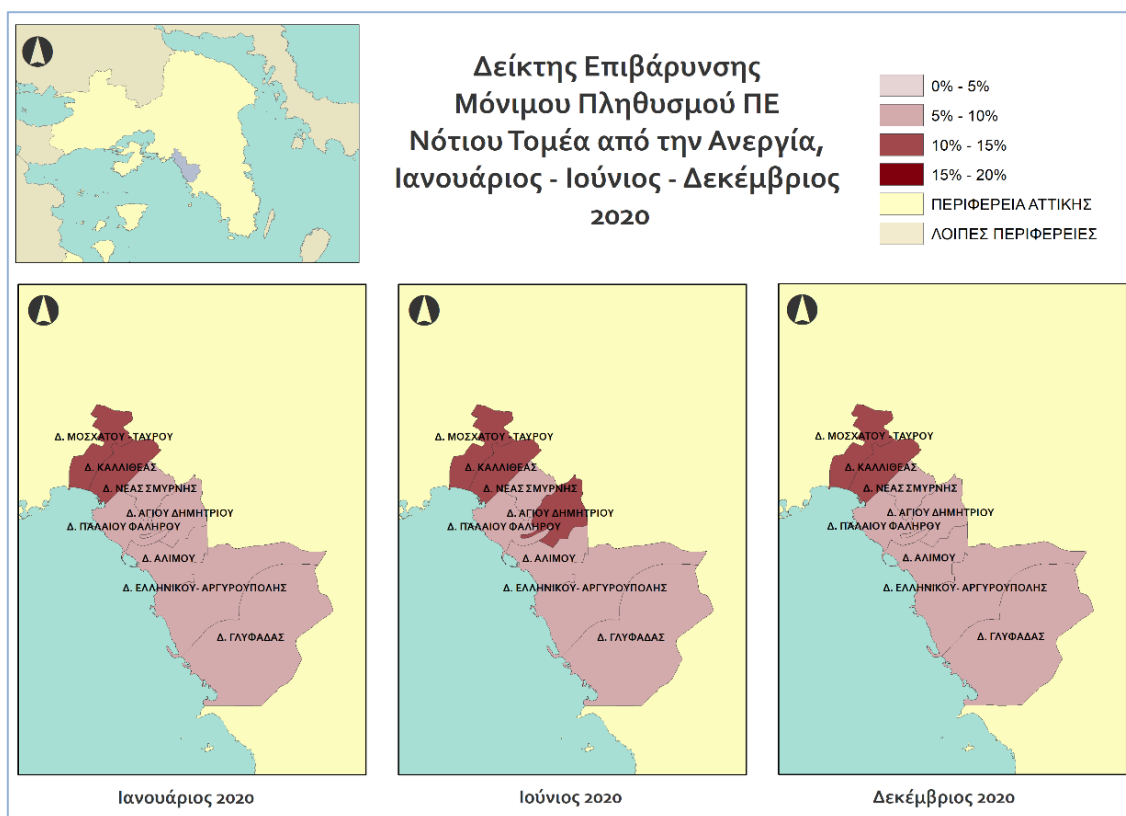 Δείκτης Επιβάρυνσης
Μόνιμου Πληθυσμού ΠΕ
Νότιου Τομέα από την Ανεργία,
Ιανουάριος - Ιούνιος - Δεκέμβριος
2020
0% - 5%
5% - 10%
10% - 15%
15% - 20%
ΠΕΡΙΦΕΡΕΙΑ ΑΤΤΙΚΗΣ
ΛΟΙΠΕΣ ΠΕΡΙΦΕΡΕΙΕΣ
Δ. ΜΟΣΧΑΤΟΥ - ΤΑΥΡΟΥ
Δ. ΚΑΛΛΙΘΕΑΣ
Δ. ΝΕΑΣ ΣΜΥΡΝΗΣ
Δ. ΑΓΙΟΥ ΔΗΜΗΤΡΙΟΥ
Δ. ΠΑΛΑΙΟΥ ΦΑΛΗΡΟΥ
Δ. ΑΛΙΜΟΥ
Δ. ΕΛΛΗΝΙΚΟΥ - ΑΡΓΥΡΟΥΠΟΛΗΣ
Δ. ΓΛΥΦΑΔΑΣ
Ιανουάριος 2020
Δ. ΜΟΣΧΑΤΟΥ - ΤΑΥΡΟΥ
Δ. ΚΑΛΛΙΘΕΑΣ
Δ. ΝΕΑΣ ΣΜΥΡΝΗΣ
Δ. ΑΓΙΟΥ ΔΗΜΗΤΡΙΟΥ
Δ. ΠΑΛΑΙΟΥ ΦΑΛΗΡΟΥ
Δ. ΑΛΙΜΟΥ
Δ. ΕΛΛΗΝΙΚΟΥ - ΑΡΓΥΡΟΥΠΟΛΗΣ
Δ. ΓΛΥΦΑΔΑΣ
Ιούνιος 2020
Δ. ΜΟΣΧΑΤΟΥ - ΤΑΥΡΟΥ
Δ. ΚΑΛΛΙΘΕΑΣ
Δ. ΝΕΑΣ ΣΜΥΡΝΗΣ
Δ. ΑΓΙΟΥ ΔΗΜΗΤΡΙΟΥ
Δ. ΠΑΛΑΙΟΥ ΦΑΛΗΡΟΥ
Δ. ΑΛΙΜΟΥ
Δ. ΕΛΛΗΝΙΚΟΥ - ΑΡΓΥΡΟΥΠΟΛΗΣ
Δ. ΓΛΥΦΑΔΑΣ
Δεκέμβριος 2020